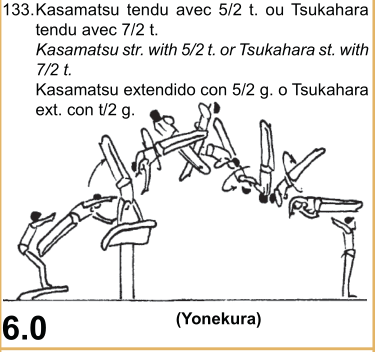 133.Kasamatsu tendu avec 5/2 t. ou Tsukahara
tendu avec 7/2 t.
Kasamatsu str. with 5/2 t. or Tsukahara st. with
7/2 t.
Kasamatsu extendido con 5/2 g. o Tsukahara
ext. con t/2 g.
(Yonekura)
6.0